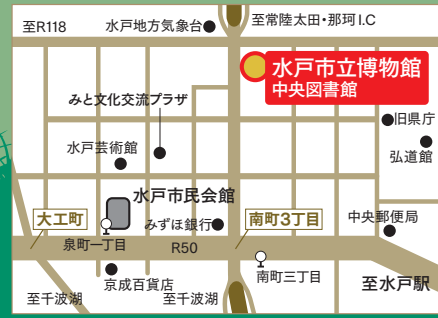 至R118
水戸地方気象台
至常陸太田・那珂I.C
水戸市立博物館
中央図書館
みと文化交流プラザ
旧県庁
水戸芸術館
弘道館
水戸市民会館
大工町
みずほ銀行
南町3丁目
中央郵便局
泉町一丁目
R50
京成百貨店
南町三丁目
至水戸駅
至千波湖
至千波湖